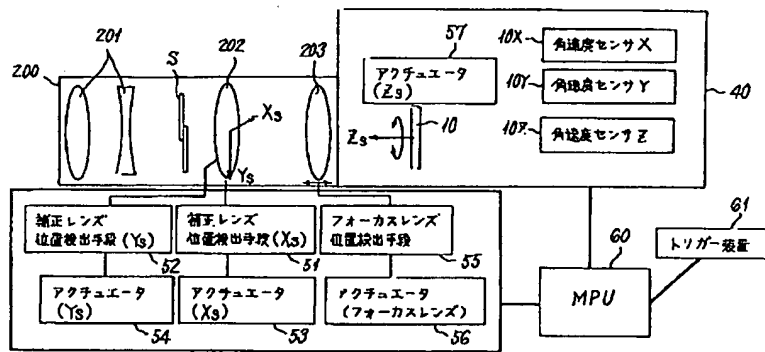 200
201
S
202
203
57
10X
10Y
10Z
40
アクチュエータ
(Zs)
角速度センサX
角速度センサY
角速度センサZ
Xs
Ys
Zs
10
補正レンズ
位置検出手段(Ys)
52
補正レンズ
位置検出手段(Xs)
51
フォーカスレンズ
位置検出手段
55
アクチュエータ
(Ys)
54
アクチュエータ
(Xs)
53
アクチュエータ
(フォーカスレンズ)
56
60
MPU
61
トリガー装置